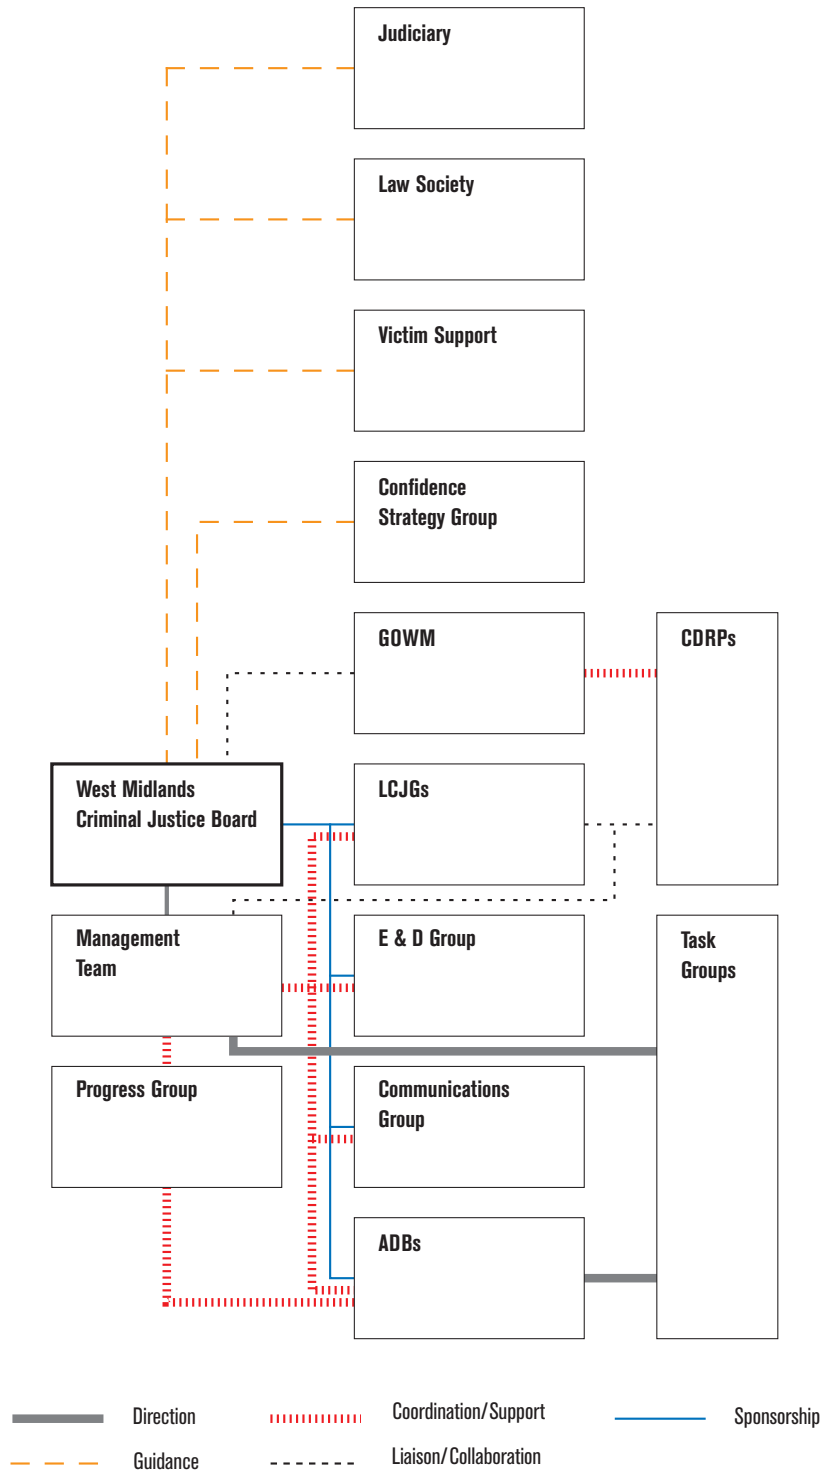 Judiciary
Law Society
Victim Support
Confidence
Strategy Group
GOWM
CDRPs
West Midlands
Criminal Justice Board
LCJGs
Management
Team
E & D Group
Task
Groups
Progress Group
Communications
Group
ADBs
Direction
Coordination/Support
Sponsorship
Guidance
Liaison/Collaboration